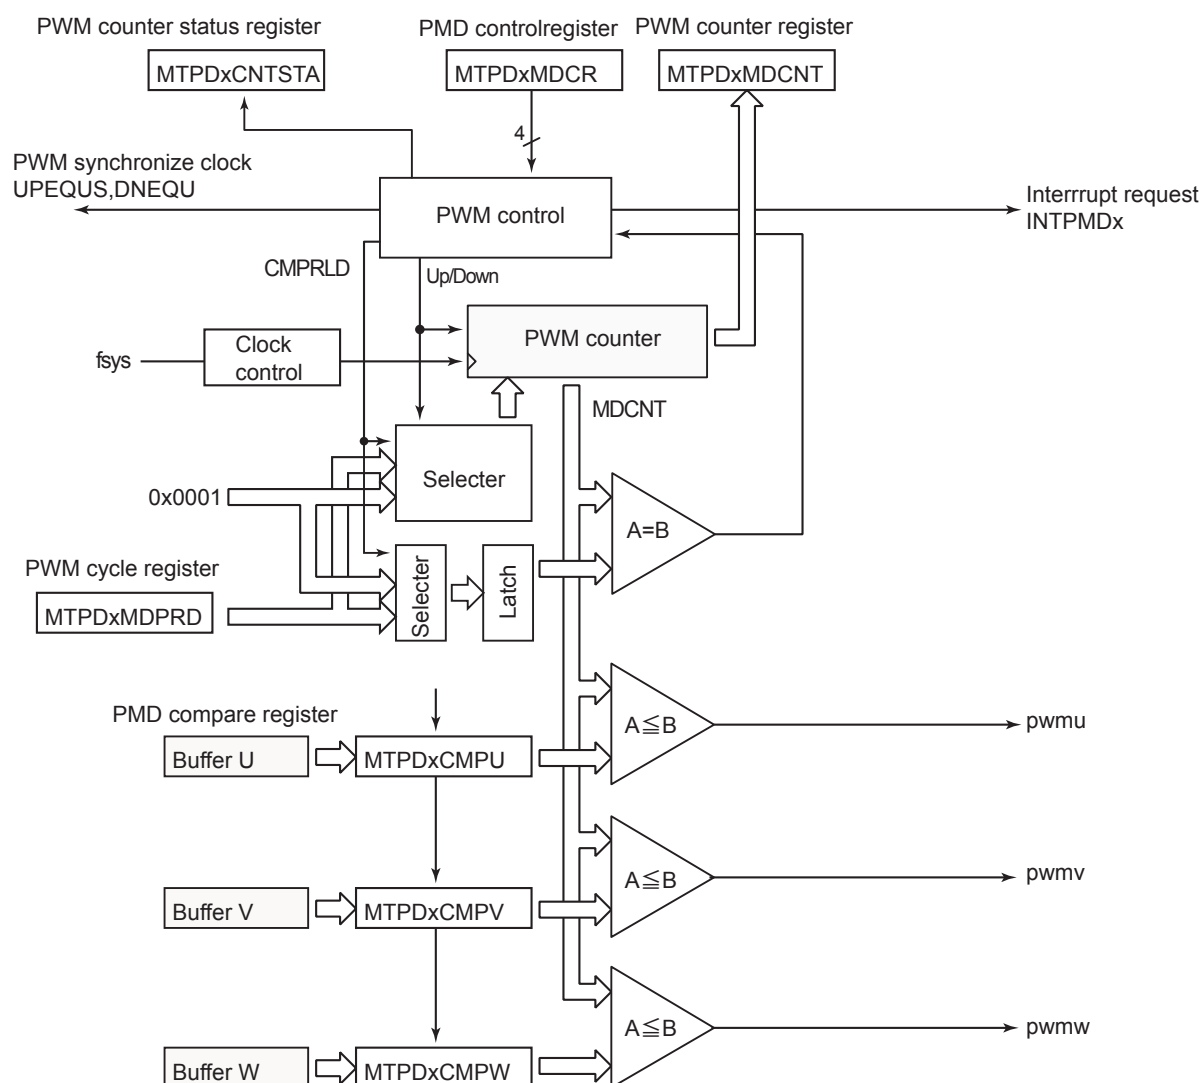 PWM counter status register
PMD controlregister
PWM counter register
MTPDxCNTSTA
MTPDxMDCR
MTPDxMDCNT
4
PWM synchronize clock
UPEQUS,DNEQU
PWM control
Interrrupt request
INTPMDx
CMPRLD
Up/Down
PWM counter
fsys
Clock
control
MDCNT
Selecter
0x0001
A=B
PWM cycle register
MTPDxMDPRD
Selecter
Latch
PMD compare register
Buffer U
MTPDxCMPU
A≦B
pwmu
Buffer V
MTPDxCMPV
A≦B
pwmv
Buffer W
MTPDxCMPW
A≦B
pwmw